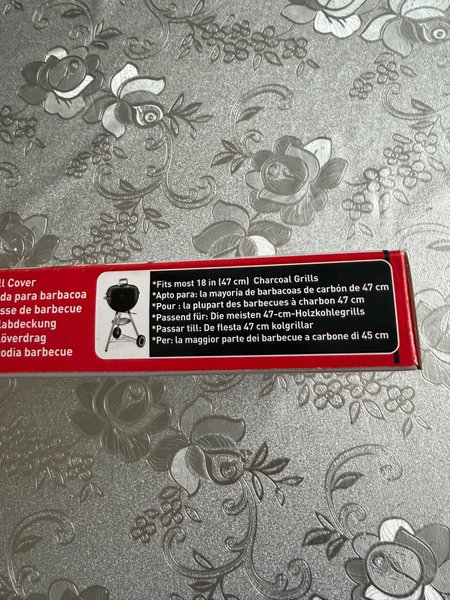 ll Cover
da para barbacoa
sse de barbecue
labdeckung
löverdrag
odia barbecue
*Fits most 18 in (47 cm) Charcoal Grills
*Apto para: la mayoría de barbacoas de carbón de 47 cm
*Pour : la plupart des barbecues à charbon 47 cm
*Passend für: Die meisten 47-cm-Holzkohlegrills
*Passar till: De flesta 47 cm kolgrillar
*Per: la maggior parte dei barbecue a carbone di 45 cm